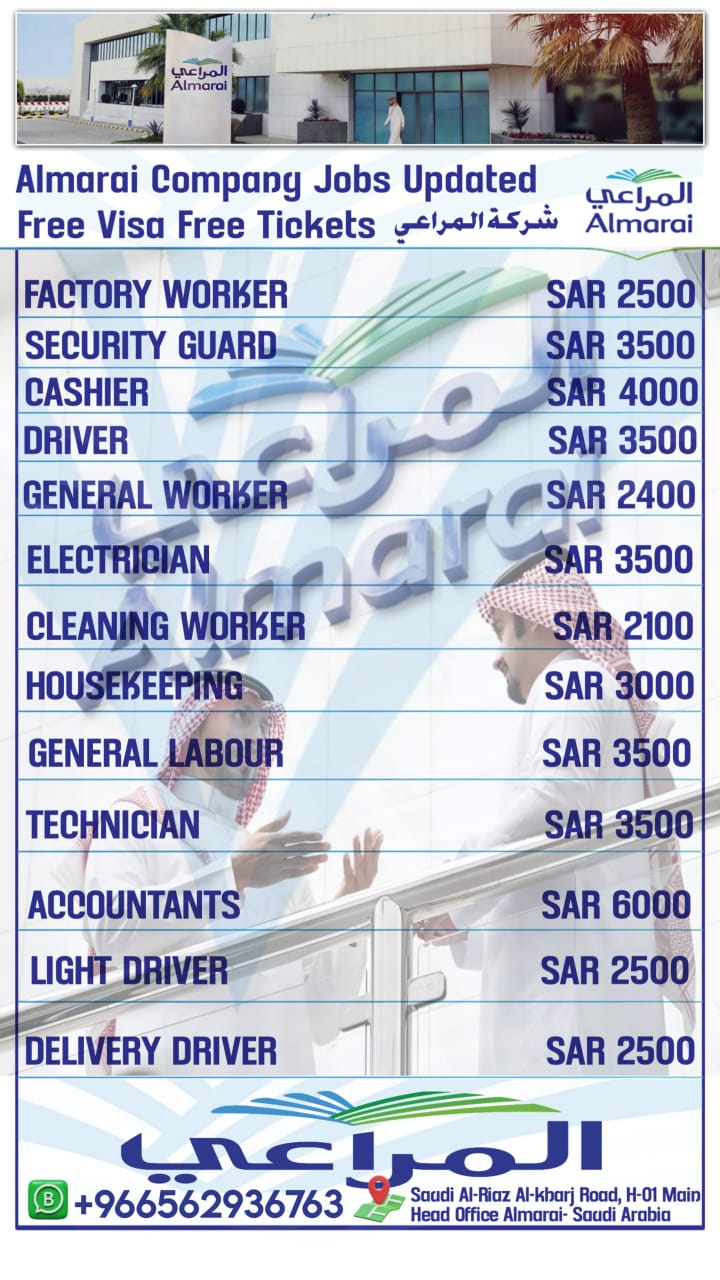 المراعي
Almarai
Almarai Company Jobs Updated
Free Visa Free Tickets شركة المراعي
المراعي
Almarai
FACTORY WORKER SAR 2500
SECURITY GUARD SAR 3500
CASHIER SAR 4000
DRIVER SAR 3500
GENERAL WORKER SAR 2400
ELECTRICIAN SAR 3500
CLEANING WORKER SAR 2100
HOUSEKEEPING SAR 3000
GENERAL LABOUR SAR 3500
TECHNICIAN SAR 3500
ACCOUNTANTS SAR 6000
LIGHT DRIVER SAR 2500
DELIVERY DRIVER SAR 2500
المراعي
Almarai
المراعي
B +966562936763
Saudi Al-Riaz Al-kharj Road, H-01 Main
Head Office Almarai- Saudi Arabia